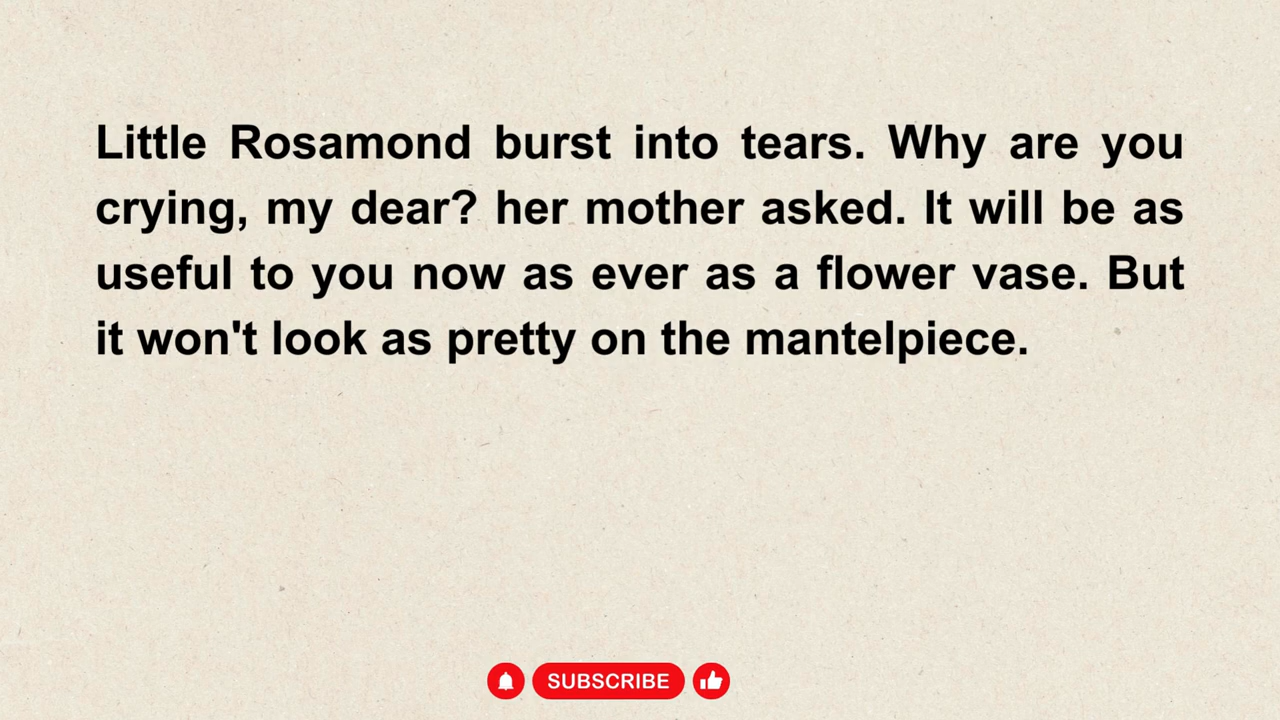 Little Rosamond burst into tears. Why are you
crying, my dear? her mother asked. It will be as
useful to you now as ever as a flower vase. But
it won't look as pretty on the mantelpiece.
SUBSCRIBE